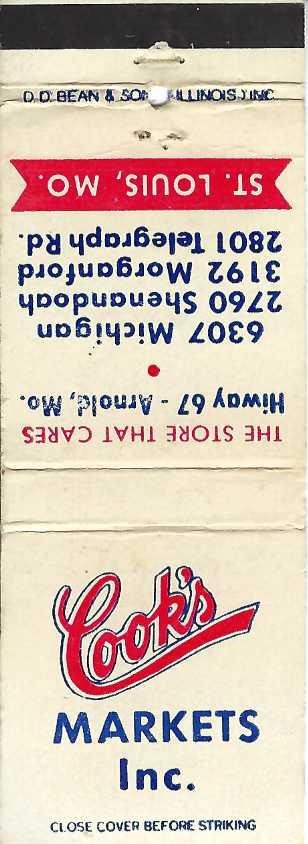 D.D. BEAN & SON ILLINOIS) INC.
THE STORE THAT CARES
Hiway 67 - Arnold, Mo.
•
6307 Michigan
2760 Shenandoah
3192 Morganford
2801 Telegraph Rd.
ST. LOUIS, MO.
Cook's
MARKETS
Inc.
CLOSE COVER BEFORE STRIKING